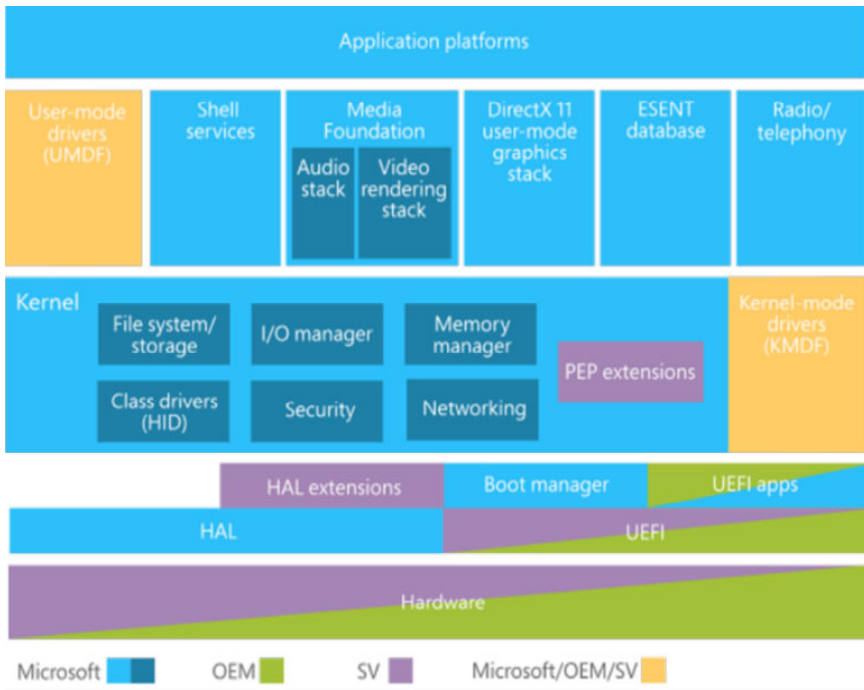 Application platforms
User-mode
drivers
(UMDF)
Shell
services
Media
Foundation
Audio
stack
Video
rendering
stack
DirectX 11
user-mode
graphics
stack
ESENT
database
Radio/
telephony
Kernel
File system/
storage
I/O manager
Memory
manager
Class drivers
(HID)
Security
Networking
PEP extensions
Kernel-mode
drivers
(KMDF)
HAL extensions
Boot manager
UEFI apps
HAL
UEFI
Hardware
Microsoft
OEM
SV
Microsoft/OEM/SV